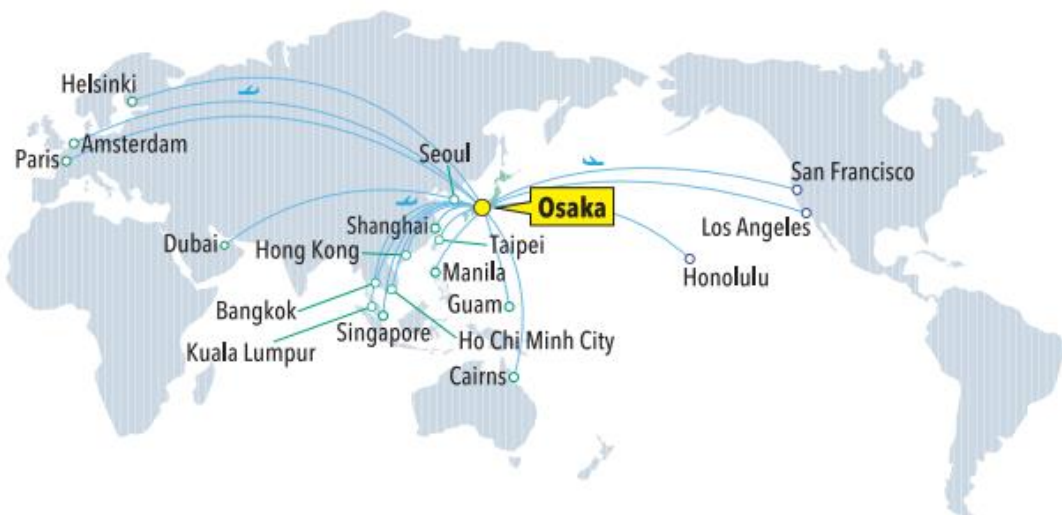 Helsinki
Amsterdam
Paris
Seoul
San Francisco
Osaka
Shanghai
Los Angeles
Dubai
Hong Kong
Taipei
Manila
Honolulu
Bangkok
Guam
Singapore
Ho Chi Minh City
Kuala Lumpur
Cairns